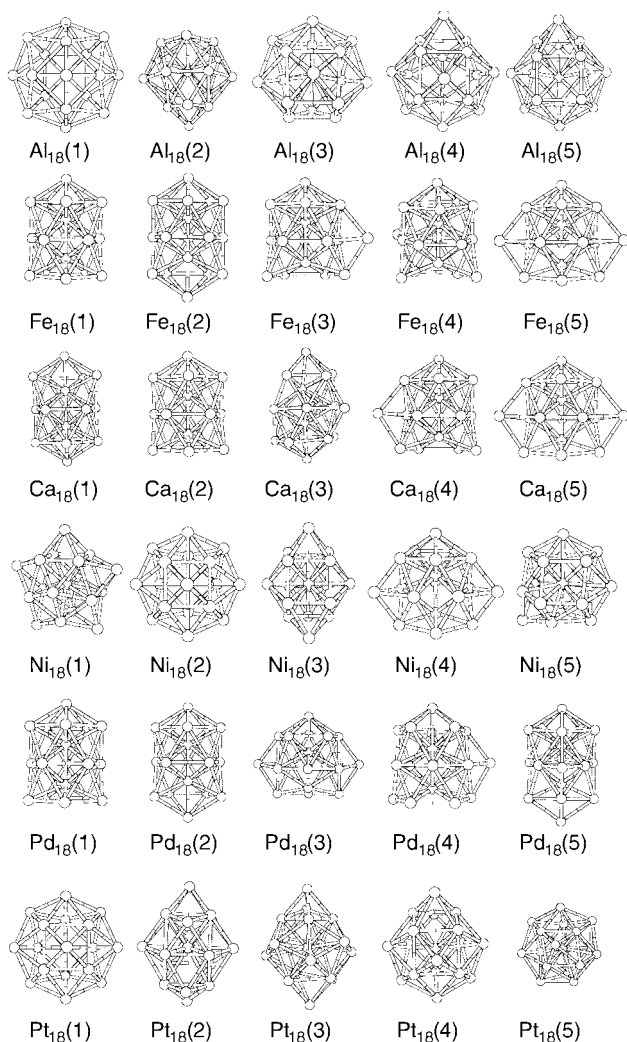 Al18(1) Al18(2) Al18(3) Al18(4) Al18(5)
Fe18(1) Fe18(2) Fe18(3) Fe18(4) Fe18(5)
Ca18(1) Ca18(2) Ca18(3) Ca18(4) Ca18(5)
Ni18(1) Ni18(2) Ni18(3) Ni18(4) Ni18(5)
Pd18(1) Pd18(2) Pd18(3) Pd18(4) Pd18(5)
Pt18(1) Pt18(2) Pt18(3) Pt18(4) Pt18(5)